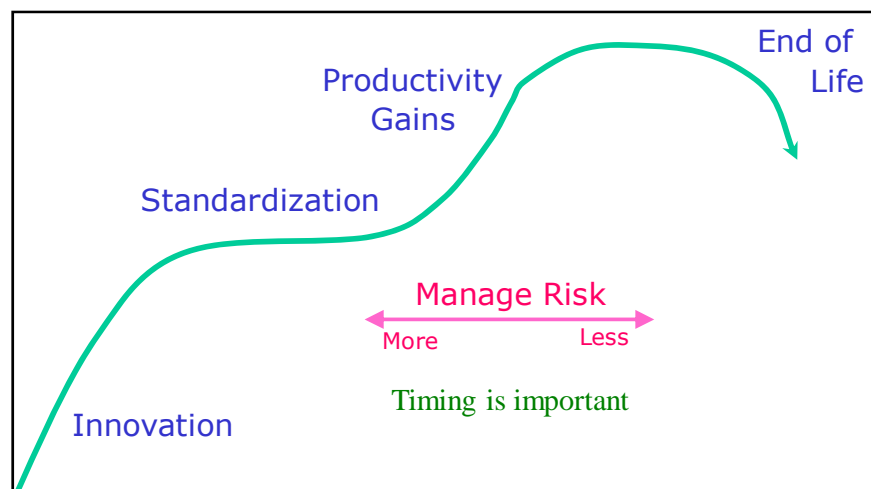 End of
Life
Productivity
Gains
Standardization
Manage Risk
More
Less
Timing is important
Innovation